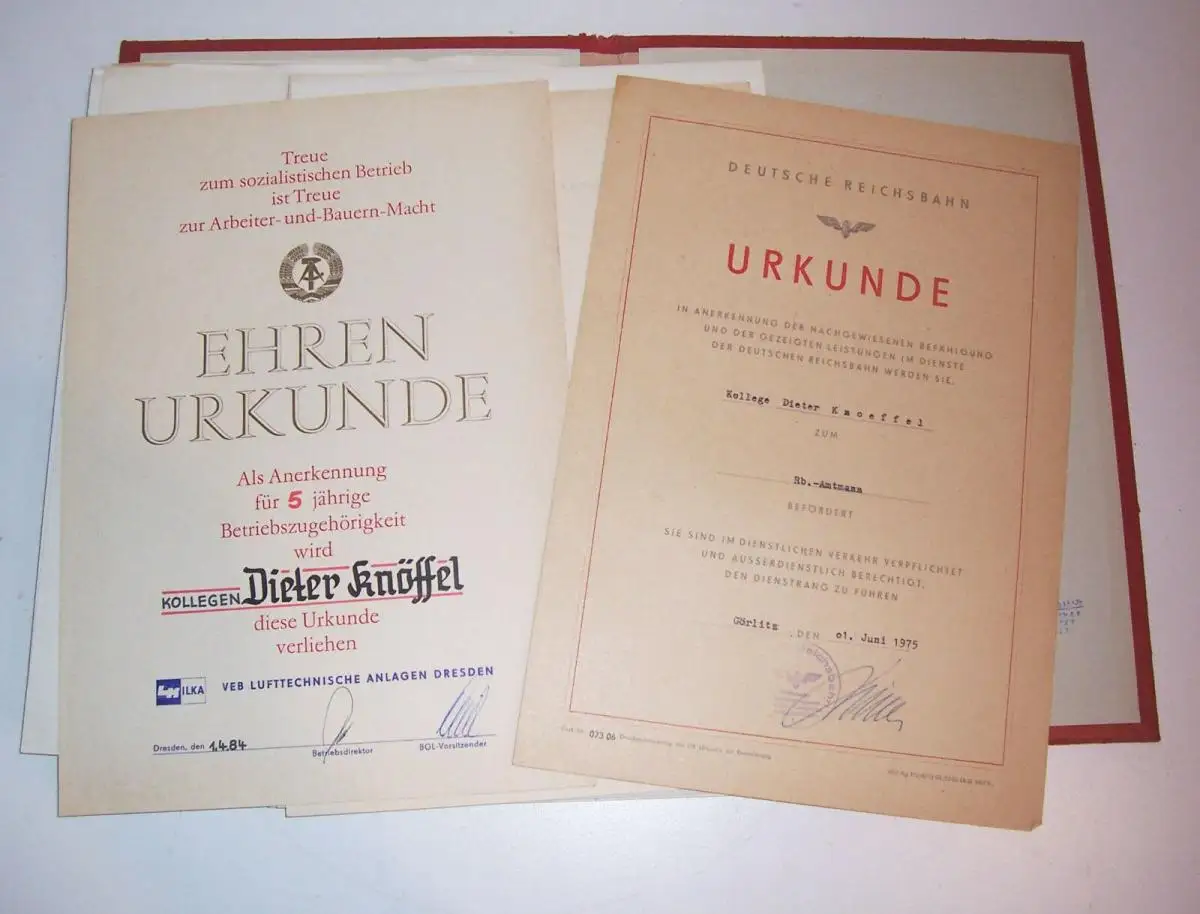 Treue
zum sozialistischen Betrieb
ist Treue
zur Arbeiter-und-Bauern-Macht
EHREN
URKUNDE
Als Anerkennung
für 5 jährige
Betriebszugehörigkeit
wird
KOLLEGEN Dieter Knöffel
diese Urkunde
verliehen
ILKA VEB LUFTTECHNISCHE ANLAGEN DRESDEN
Dresden, den 1.4.84
Betriebsdirektor BGL-Vorsitzender
DEUTSCHE REICHSBAHN
URKUNDE
IN ANERKENNUNG DER NACHGEWIESENEN BEFÄHIGUNG
UND DER GEZEIGTEN LEISTUNGEN IM DIENSTE
DER DEUTSCHEN REICHSBAHN WERDEN SIE,
Kollege Dieter Knoeffel
ZUM
Rb.-Amtmann
BEFÖRDERT
SIE SIND IM DIENSTLICHEN VERKEHR VERPFLICHTET
UND AUSSERDIENSTLICH BERECHTIGT,
DEN DIENSTRANG ZU FÜHREN
Görlitz, DEN 01. Juni 1975
073 06